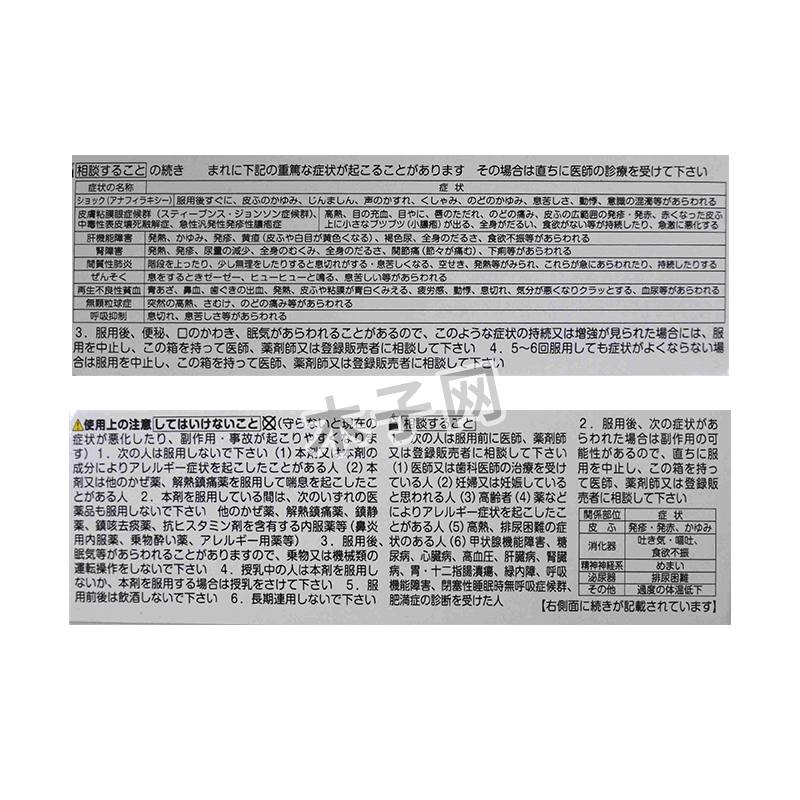 相談すること の続き まれに下記の重篤な症状が起こることがあります その場合は直ちに医師の診療を受けて下さい
症状の名称 症状
ショック(アナフィラキシー) 服用後すぐに、皮ふのかゆみ、じんましん、声のかすれ、くしゃみ、のどのかゆみ、息苦しさ、動悸、意識の混濁等があらわれる
皮膚粘膜眼症候群(スティーブンス・ジョンソン症候群)、
中毒性表皮壊死融解症、急性汎発性発疹性膿疱症
高熱、目の充血、目やに、唇のただれ、のどの痛み、皮ふの広範囲の発疹・発赤、赤くなった皮ふ
上に小さなブツブツ(小膿疱)が出る、全身がだるい、食欲がない等が持続したり、急激に悪化する
肝機能障害 発熱、かゆみ、発疹、黄疸(皮ふや白目が黄色くなる)、褐色尿、全身のだるさ、食欲不振等があらわれる
腎障害 発熱、発疹、尿量の減少、全身のむくみ、全身のだるさ、関節痛(節々が痛む)、下痢等があらわれる
間質性肺炎 階段を上ったり、少し無理をしたりすると息切れがする・息苦しくなる、空せき、発熱等がみられ、これらが急にあらわれたり、持続したりする
ぜんそく 息をするときゼーゼー、ヒューヒューと鳴る、息苦しい等があらわれる
再生不良性貧血 青あざ、鼻血、歯ぐきの出血、発熱、皮ふや粘膜が青白くみえる、疲労感、動悸、息切れ、気分が悪くなりクラッとする、血尿等があらわれる
無顆粒球症 突然の高熱、さむけ、のどの痛み等があらわれる
呼吸抑制 息切れ、息苦しさ等があらわれる
3.服用後、便秘、口のかわき、眠気があらわれることがあるので、このような症状の持続又は増強が見られた場合には、服
用を中止し、この箱を持って医師、薬剤師又は登録販売者に相談して下さい 4.5~6回服用しても症状がよくならない場
合は服用を中止し、この箱を持って医師、薬剤師又は登録販売者に相談して下さい
使用上の注意 してはいけないこと (守らないと現在の
症状が悪化したり、副作用・事故が起こりやすくなりま
す) 1.次の人は服用しないで下さい (1)本剤又は本剤の
成分によりアレルギー症状を起こしたことがある人 (2)本
剤又は他のかぜ薬、解熱鎮痛薬を服用して喘息を起こしたこ
とがある人 2.本剤を服用している間は、次のいずれの医
薬品も服用しないで下さい 他のかぜ薬、解熱鎮痛薬、鎮静
薬、鎮咳去痰薬、抗ヒスタミン剤を含有する内服薬等(鼻炎
用内服薬、乗物酔い薬、アレルギー用薬等) 3.服用後、
眠気等があらわれることがありますので、乗物又は機械類の
運転操作をしないで下さい 4.授乳中の人は本剤を服用し
ないか、本剤を服用する場合は授乳をさけて下さい 5.服
用前後は飲酒しないで下さい 6.長期連用しないで下さい
相談すること
1.次の人は服用前に医師、薬剤師
又は登録販売者に相談して下さい
(1)医師又は歯科医師の治療を受け
ている人 (2)妊婦又は妊娠している
と思われる人 (3)高齢者 (4)薬など
によりアレルギー症状を起こしたこ
とがある人 (5)高熱、排尿困難の症
状のある人 (6)甲状腺機能障害、糖
尿病、心臓病、高血圧、肝臓病、腎臓
病、胃・十二指腸潰瘍、緑内障、呼吸
機能障害、閉塞性睡眠時無呼吸症候群、
肥満症の診断を受けた人
2.服用後、次の症状があ
らわれた場合は副作用の可
能性があるので、直ちに服
用を中止し、この箱を持っ
て医師、薬剤師又は登録販
売者に相談して下さい
関係部位 症状
皮ふ 発疹・発赤、かゆみ
消化器 吐き気・嘔吐、
食欲不振
精神神経系 めまい
泌尿器 排尿困難
その他 過度の体温低下
【右側面に続きが記載されています】
木子网